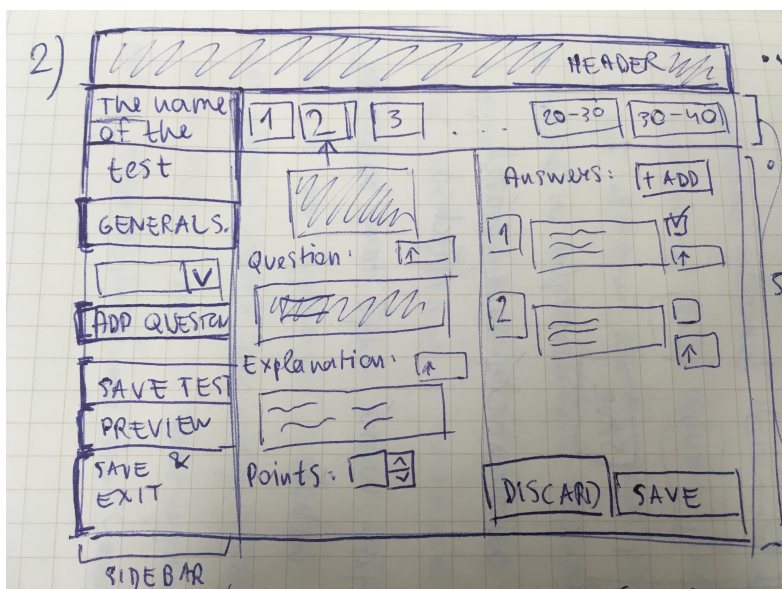 2)
HEADER
The name
of the
test
1 2 3 . . . 20-30 30-40
GENERALS.
V
ADD QUESTION
SAVE TEST
PREVIEW
SAVE &
EXIT
SIDEBAR
Question:
Explanation:
Points:
Answers: + ADD
1
2
DISCARD SAVE
S